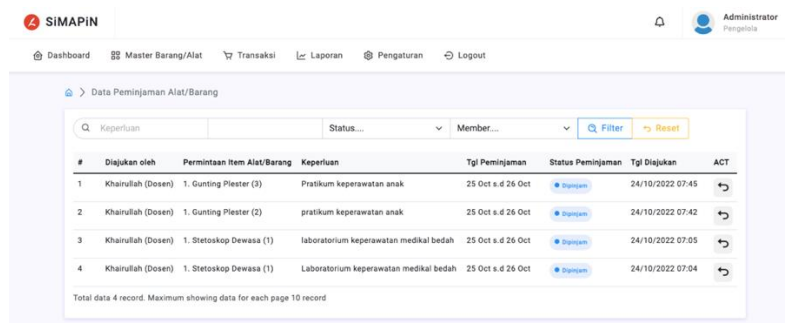 SiMAPiN
Administrator
Pengelola
Dashboard Master Barang/Alat Transaksi Laporan Pengaturan Logout
Data Peminjaman Alat/Barang
Keperluan Status.... Member.... Filter Reset
# Diajukan oleh Permintaan Item Alat/Barang Keperluan Tgl Peminjaman Status Peminjaman Tgl Diajukan ACT
1 Khairullah (Dosen) 1. Gunting Plester (3) Pratikum keperawatan anak 25 Oct s.d 26 Oct Dipinjam 24/10/2022 07:45
2 Khairullah (Dosen) 1. Gunting Plester (2) pratikum keperawatan anak 25 Oct s.d 26 Oct Dipinjam 24/10/2022 07:42
3 Khairullah (Dosen) 1. Stetoskop Dewasa (1) laboratorium keperawatan medikal bedah 25 Oct s.d 26 Oct Dipinjam 24/10/2022 07:05
4 Khairullah (Dosen) 1. Stetoskop Dewasa (1) Laboratorium keperawatan medikal bedah 25 Oct s.d 26 Oct Dipinjam 24/10/2022 07:04
Total data 4 record. Maximum showing data for each page 10 record